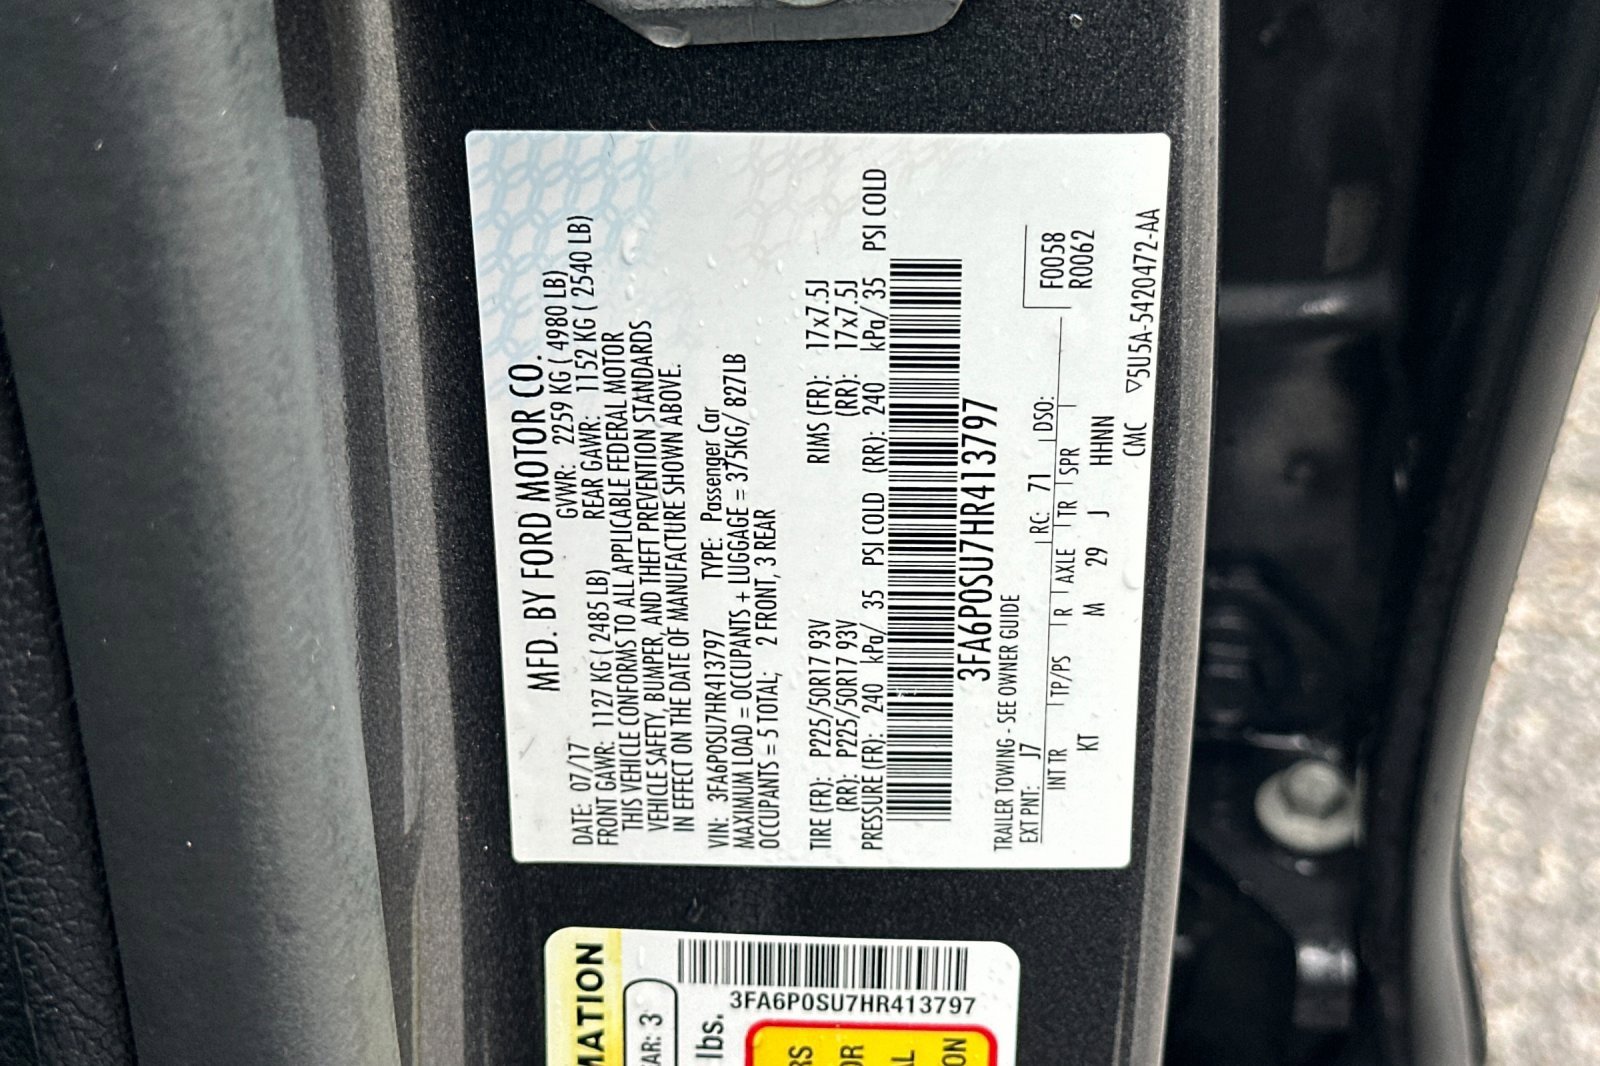 MFD. BY FORD MOTOR CO.
DATE: 07/17 GVWR: 2259 KG ( 4980 LB)
FRONT GAWR: 1127 KG ( 2485 LB) REAR GAWR: 1152 KG ( 2540 LB)
THIS VEHICLE CONFORMS TO ALL APPLICABLE FEDERAL MOTOR
VEHICLE SAFETY, BUMPER, AND THEFT PREVENTION STANDARDS
IN EFFECT ON THE DATE OF MANUFACTURE SHOWN ABOVE.
VIN: 3FA6P0SU7HR413797 TYPE: Passenger Car
MAXIMUM LOAD = OCCUPANTS + LUGGAGE = 375KG/ 827LB
OCCUPANTS = 5 TOTAL; 2 FRONT, 3 REAR
TIRE (FR): P225/50R17 93V RIMS (FR): 17x7.5J
(RR): P225/50R17 93V (RR): 17x7.5J
PRESSURE (FR): 240 kPa/ 35 PSI COLD (RR): 240 kPa/ 35 PSI COLD
3FA6P0SU7HR413797
TRAILER TOWING - SEE OWNER GUIDE
EXT PNT: J7 RC: 71 DSO: F0058
R0062
INT TR TP/PS R AXLE TR SPR
KT M 29 J HHNN
CMC ▽5U5A-5420472-AA
MATION
AR: 3
lbs.
3FA6P0SU7HR413797
RS
OR
AL
ON